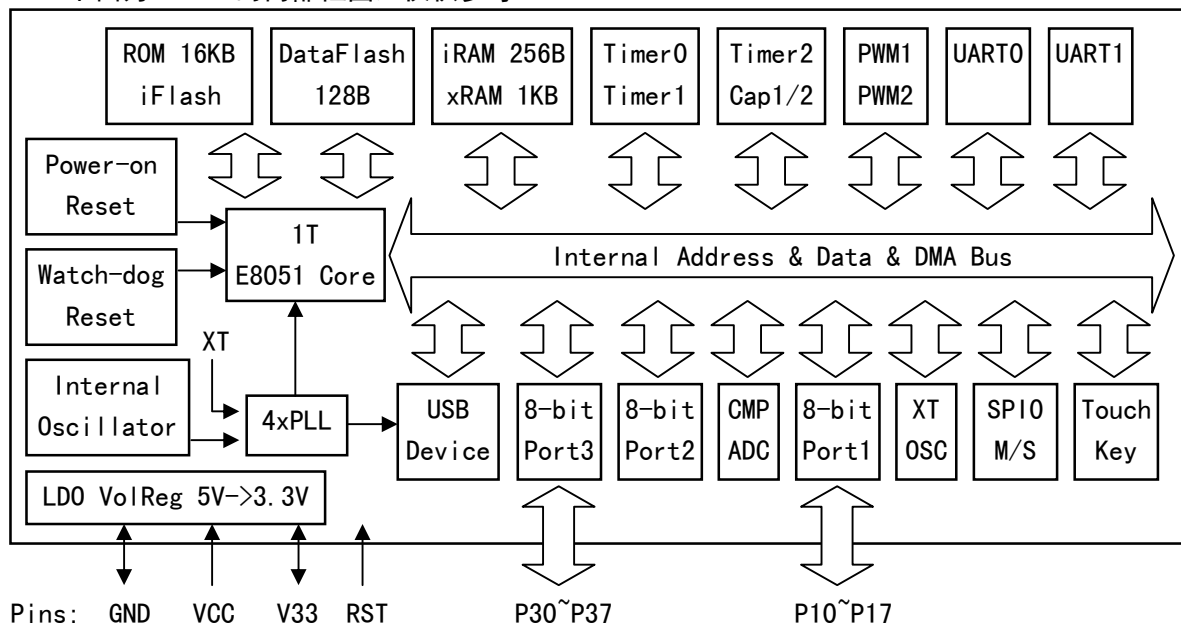 ROM 16KB
iFlash
DataFlash
128B
iRAM 256B
xRAM 1KB
Timer0
Timer1
Timer2
Cap1/2
PWM1
PWM2
UART0
UART1
Power-on
Reset
1T
E8051 Core
Internal Address & Data & DMA Bus
Watch-dog
Reset
XT
Internal
Oscillator
4xPLL
USB
Device
8-bit
Port3
8-bit
Port2
CMP
ADC
8-bit
Port1
XT
OSC
SPI0
M/S
Touch
Key
LDO VolReg 5V->3.3V
Pins: GND VCC V33 RST P30~P37 P10~P17